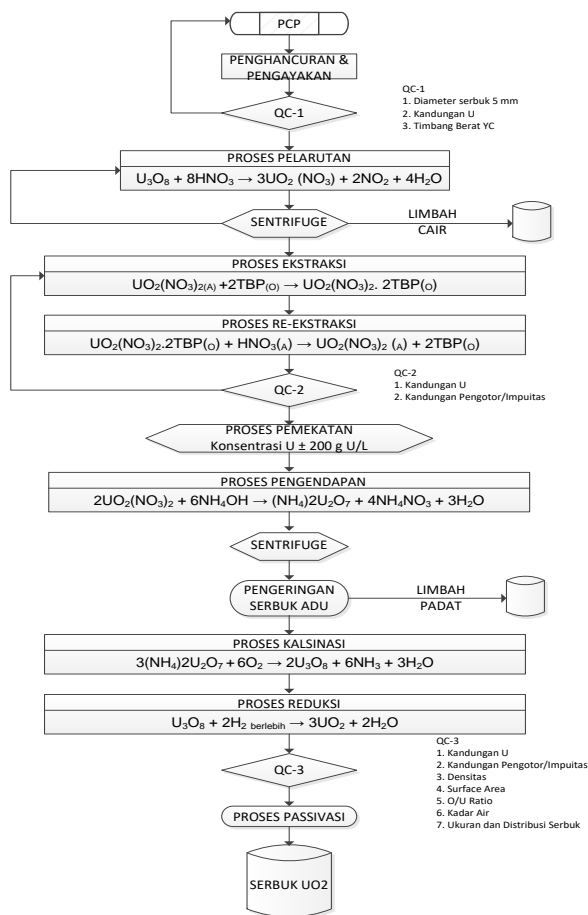 PCP
PENGHANCURAN &
PENGAYAKAN
QC-1
1. Diameter serbuk 5 mm
2. Kandungan U
3. Timbang Berat YC
QC-1
PROSES PELARUTAN
U₃O₈ + 8HNO₃ → 3UO₂ (NO₃) + 2NO₂ + 4H₂O
SENTRIFUGE
LIMBAH
CAIR
PROSES EKSTRAKSI
UO₂(NO₃)₂(A) +2TBP(O) → UO₂(NO₃)₂. 2TBP(O)
PROSES RE-EKSTRAKSI
UO₂(NO₃)₂.2TBP(O) + HNO₃(A) → UO₂(NO₃)₂ (A) + 2TBP(O)
QC-2
1. Kandungan U
2. Kandungan Pengotor/Impuitas
QC-2
PROSES PEMEKATAN
Konsentrasi U ± 200 g U/L
PROSES PENGENDAPAN
2UO₂(NO₃)₂ + 6NH₄OH → (NH₄)2U₂O₇ + 4NH₄NO₃ + 3H₂O
SENTRIFUGE
PENGERINGAN
SERBUK ADU
LIMBAH
PADAT
PROSES KALSINASI
3(NH₄)2U₂O₇ + 6O₂ → 2U₃O₈ + 6NH₃ + 3H₂O
PROSES REDUKSI
U₃O₈ + 2H₂ berlebih → 3UO₂ + 2H₂O
QC-3
1. Kandungan U
2. Kandungan Pengotor/Impuitas
3. Densitas
4. Surface Area
5. O/U Ratio
6. Kadar Air
7. Ukuran dan Distribusi Serbuk
QC-3
PROSES PASSIVASI
SERBUK UO2